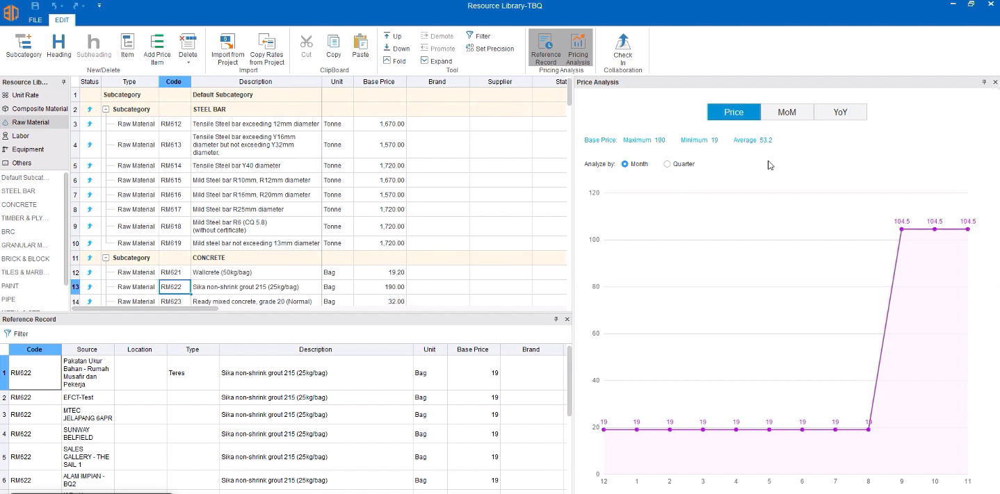 Resource Library-TBQ
FILE
EDIT
Subcategory
Heading
Subheading
Item
Add Price
Item
Delete
New/Delete
Import from
Project
Copy Rates
from Project
Import
Cut
Copy
Paste
ClipBoard
Up
Down
Fold
Demote
Promote
Expand
Filter
Set Precision
Tool
Reference
Record
Pricing
Analysis
Pricing Analysis
Check
In
Collaboration
Resource Lib...
Unit Rate
Composite Material
Raw Material
Labor
Equipment
Others
Default Subcat...
STEEL BAR
CONCRETE
TIMBER & PLY...
BRC
GRANULAR M...
BRICK & BLOCK
TILES & MARB...
PAINT
PIPE
Status Type Code Description Unit Base Price Brand Supplier Stat
1 Subcategory Default Subcategory
2 Subcategory STEEL BAR
3 Raw Material RM612 Tensile Steel bar exceeding 12mm diameter Tonne 1,670.00
4 Raw Material RM613 Tensile Steel bar exceeding Y16mm
diameter but not exceeding Y32mm
diameter. Tonne 1,570.00
5 Raw Material RM614 Tensile Steel bar Y40 diameter Tonne 1,720.00
6 Raw Material RM615 Mild Steel bar R10mm, R12mm diameter Tonne 1,670.00
7 Raw Material RM616 Mild Steel bar R16mm, R20mm diameter Tonne 1,570.00
8 Raw Material RM617 Mild Steel bar R25mm diameter Tonne 1,720.00
9 Raw Material RM618 Mild Steel bar R6 (CQ 5.8)
(without certificate) Tonne 1,720.00
10 Raw Material RM619 Mild steel bar not exceeding 13mm diameter Tonne 1,720.00
11 Subcategory CONCRETE
12 Raw Material RM621 Wallcrete (50kg/bag) Bag 19.20
13 Raw Material RM622 Sika non-shrink grout 215 (25kg/bag) Bag 190.00
14 Raw Material RM623 Ready mixed concrete, grade 20 (Normal) Bag 32.00
Reference Record
Filter
Code Source Location Type Description Unit Base Price Brand
1 RM622 Pakatan Ukur
Bahan - Rumah
Musafir dan
Pekerja Teres Sika non-shrink grout 215 (25kg/bag) Bag 19
2 RM622 EFCT-Test Sika non-shrink grout 215 (25kg/bag) Bag 19
3 RM622 MTEC
JELAPANG 6APR Sika non-shrink grout 215 (25kg/bag) Bag 19
4 RM622 SUNWAY
BELFIELD Sika non-shrink grout 215 (25kg/bag) Bag 19
5 RM622 SALES
GALLERY - THE
SAIL 1 Sika non-shrink grout 215 (25kg/bag) Bag 19
6 RM622 ALAM IMPIAN -
BQ2 Sika non-shrink grout 215 (25kg/bag) Bag 19
Price Analysis
Price MoM YoY
Base Price: Maximum 190 Minimum 19 Average 53.2
Analyze by: Month Quarter
120
104.5 104.5 104.5
100
80
60
40
19 19 19 19 19 19 19 19 19
20
0
12 1 2 3 4 5 6 7 8 9 10 11